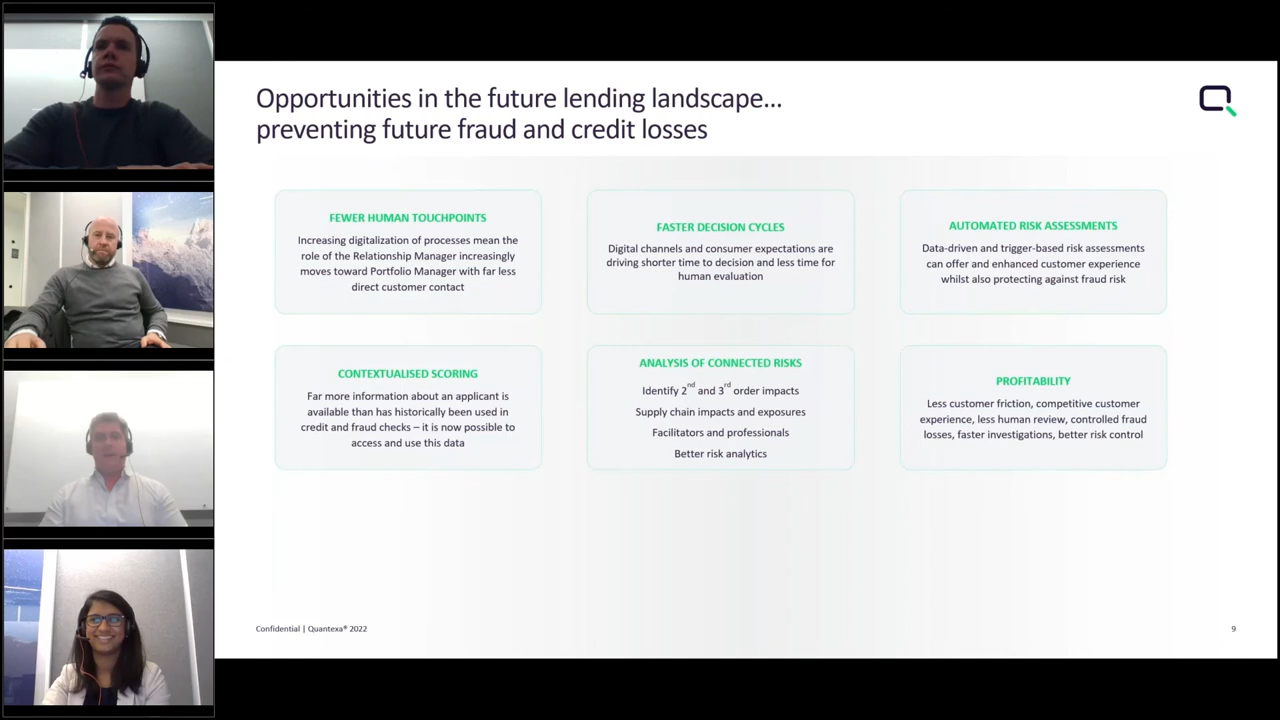 Opportunities in the future lending landscape...
preventing future fraud and credit losses
FEWER HUMAN TOUCHPOINTS
Increasing digitalization of processes mean the
role of the Relationship Manager increasingly
moves toward Portfolio Manager with far less
direct customer contact
FASTER DECISION CYCLES
Digital channels and consumer expectations are
driving shorter time to decision and less time for
human evaluation
AUTOMATED RISK ASSESSMENTS
Data-driven and trigger-based risk assessments
can offer and enhanced customer experience
whilst also protecting against fraud risk
CONTEXTUALISED SCORING
Far more information about an applicant is
available than has historically been used in
credit and fraud checks – it is now possible to
access and use this data
ANALYSIS OF CONNECTED RISKS
Identify 2nd and 3rd order impacts
Supply chain impacts and exposures
Facilitators and professionals
Better risk analytics
PROFITABILITY
Less customer friction, competitive customer
experience, less human review, controlled fraud
losses, faster investigations, better risk control
Confidential | Quantexa® 2022
9